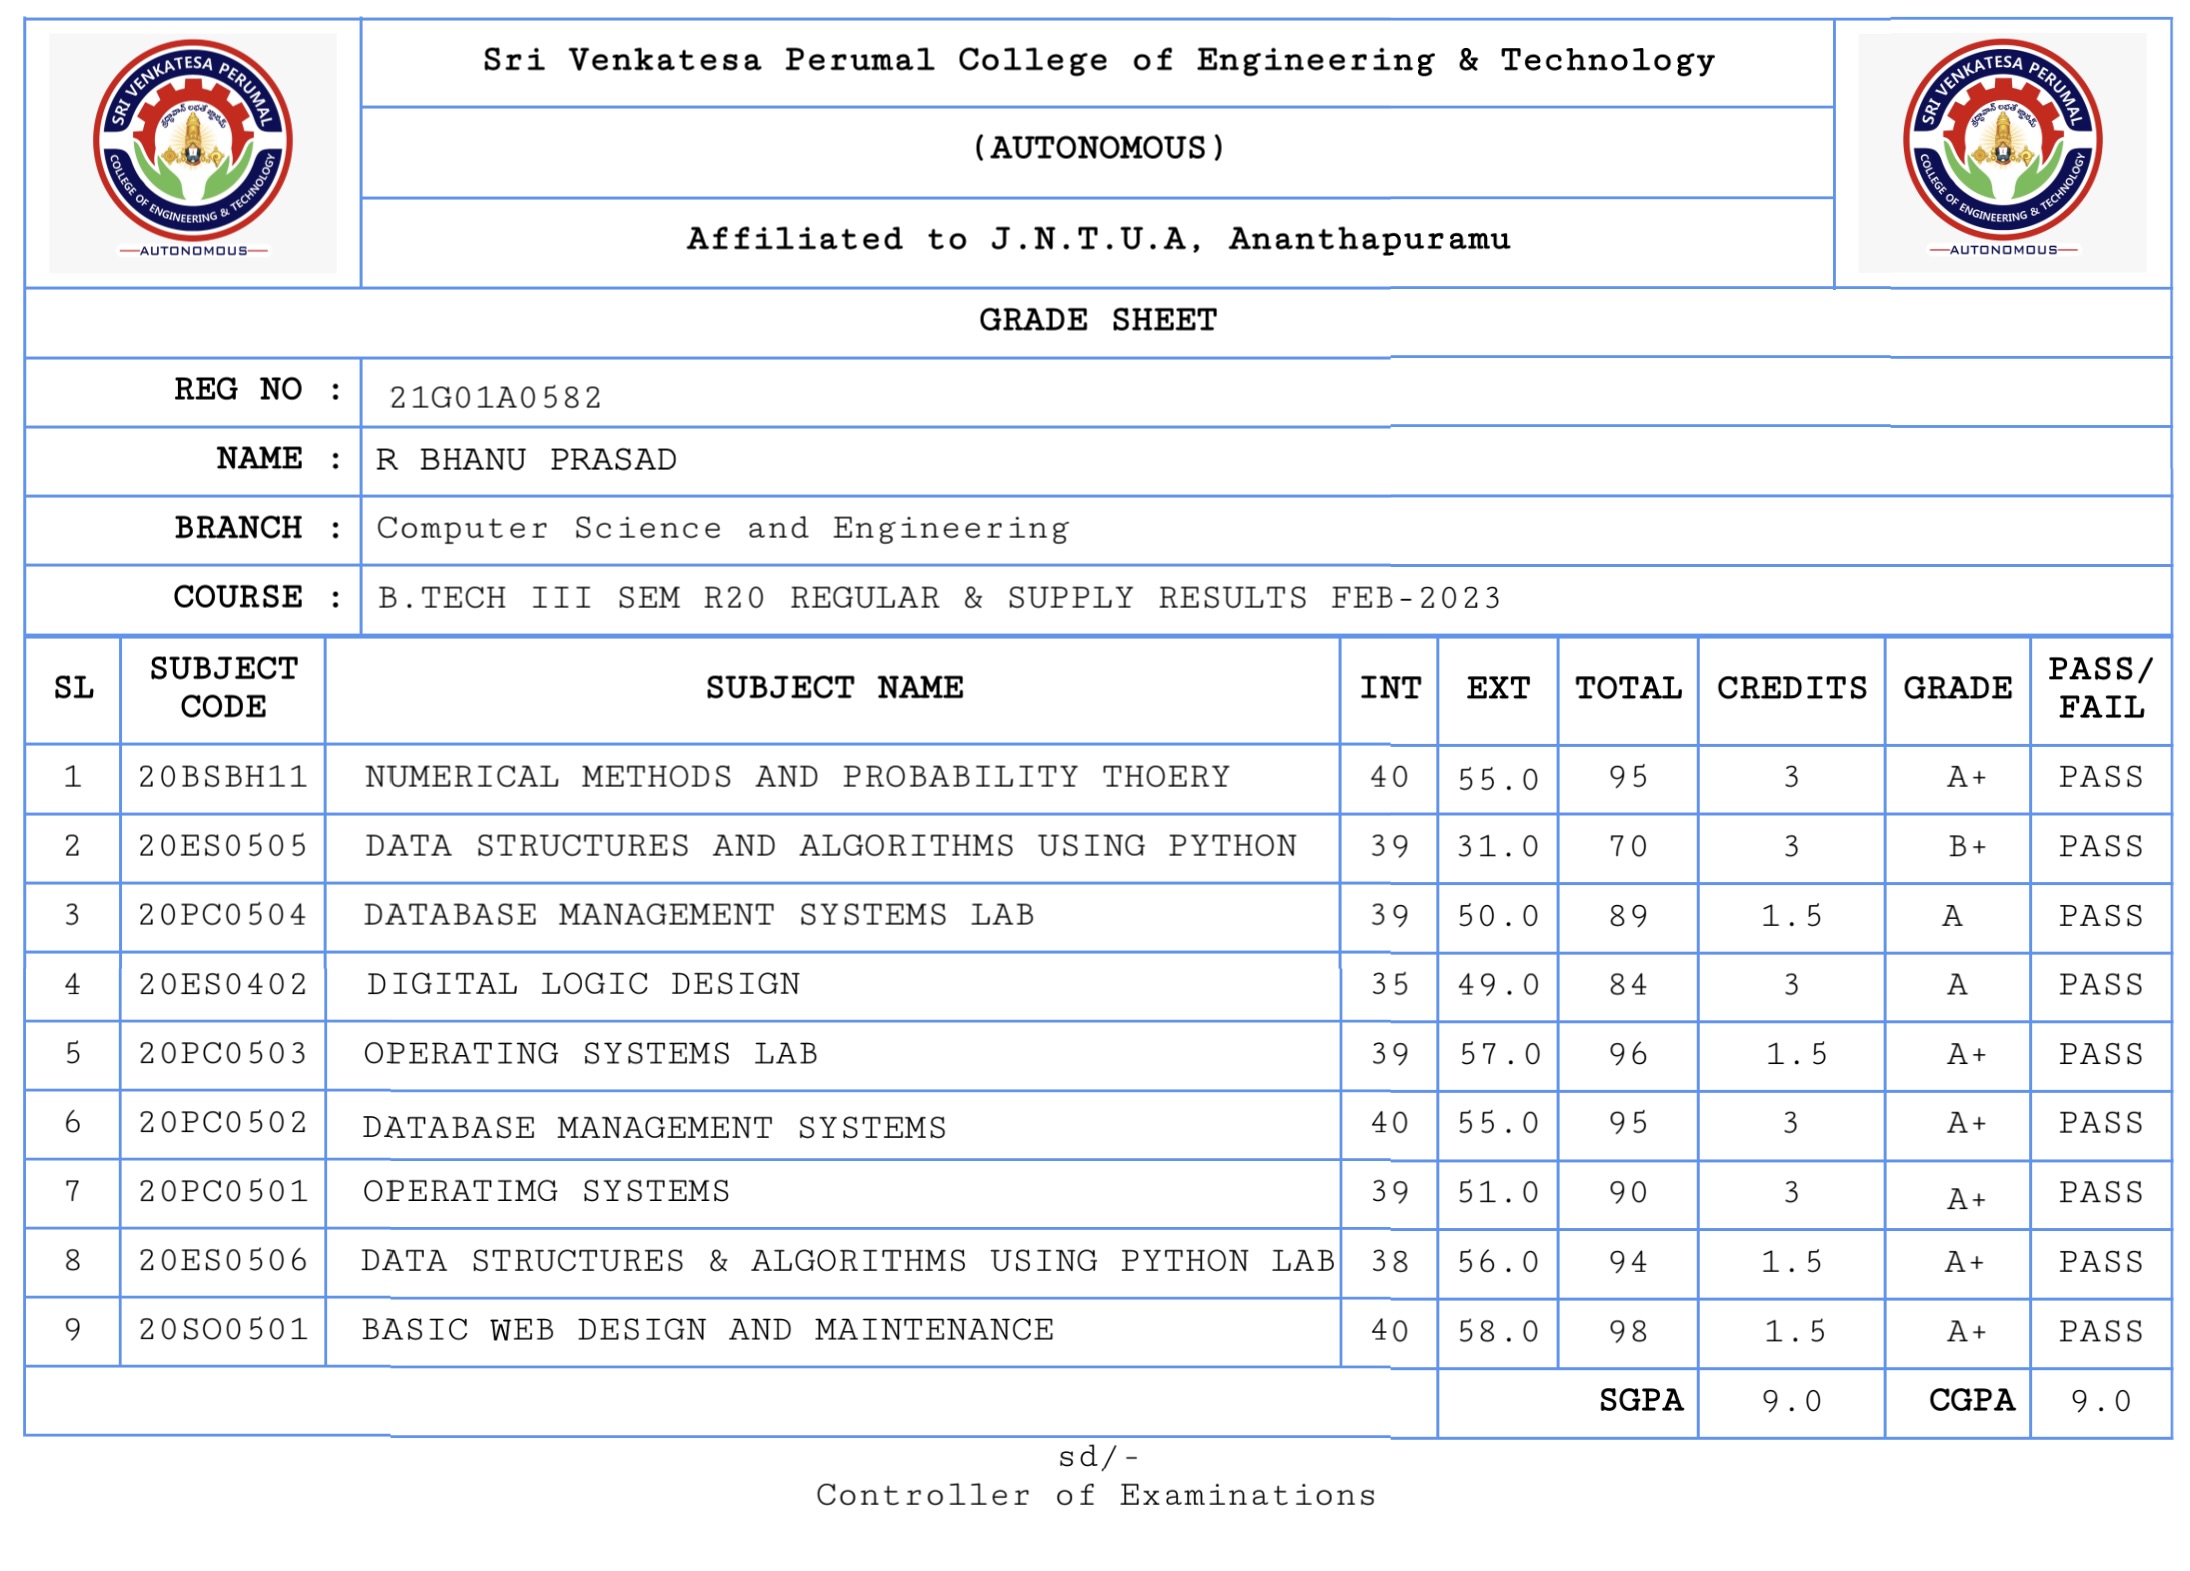 SRI VENKATESA PERUMAL
COLLEGE OF ENGINEERING & TECHNOLOGY
AUTONOMOUS
Sri Venkatesa Perumal College of Engineering & Technology
(AUTONOMOUS)
Affiliated to J.N.T.U.A, Ananthapuramu
SRI VENKATESA PERUMAL
COLLEGE OF ENGINEERING & TECHNOLOGY
AUTONOMOUS
GRADE SHEET
REG NO : 21G01A0582
NAME : R BHANU PRASAD
BRANCH : Computer Science and Engineering
COURSE : B.TECH III SEM R20 REGULAR & SUPPLY RESULTS FEB-2023
SL SUBJECT CODE SUBJECT NAME INT EXT TOTAL CREDITS GRADE PASS/ FAIL
1 20BSBH11 NUMERICAL METHODS AND PROBABILITY THOERY 40 55.0 95 3 A+ PASS
2 20ES0505 DATA STRUCTURES AND ALGORITHMS USING PYTHON 39 31.0 70 3 B+ PASS
3 20PC0504 DATABASE MANAGEMENT SYSTEMS LAB 39 50.0 89 1.5 A PASS
4 20ES0402 DIGITAL LOGIC DESIGN 35 49.0 84 3 A PASS
5 20PC0503 OPERATING SYSTEMS LAB 39 57.0 96 1.5 A+ PASS
6 20PC0502 DATABASE MANAGEMENT SYSTEMS 40 55.0 95 3 A+ PASS
7 20PC0501 OPERATIMG SYSTEMS 39 51.0 90 3 A+ PASS
8 20ES0506 DATA STRUCTURES & ALGORITHMS USING PYTHON LAB 38 56.0 94 1.5 A+ PASS
9 20SO0501 BASIC WEB DESIGN AND MAINTENANCE 40 58.0 98 1.5 A+ PASS
SGPA 9.0 CGPA 9.0
sd/-
Controller of Examinations